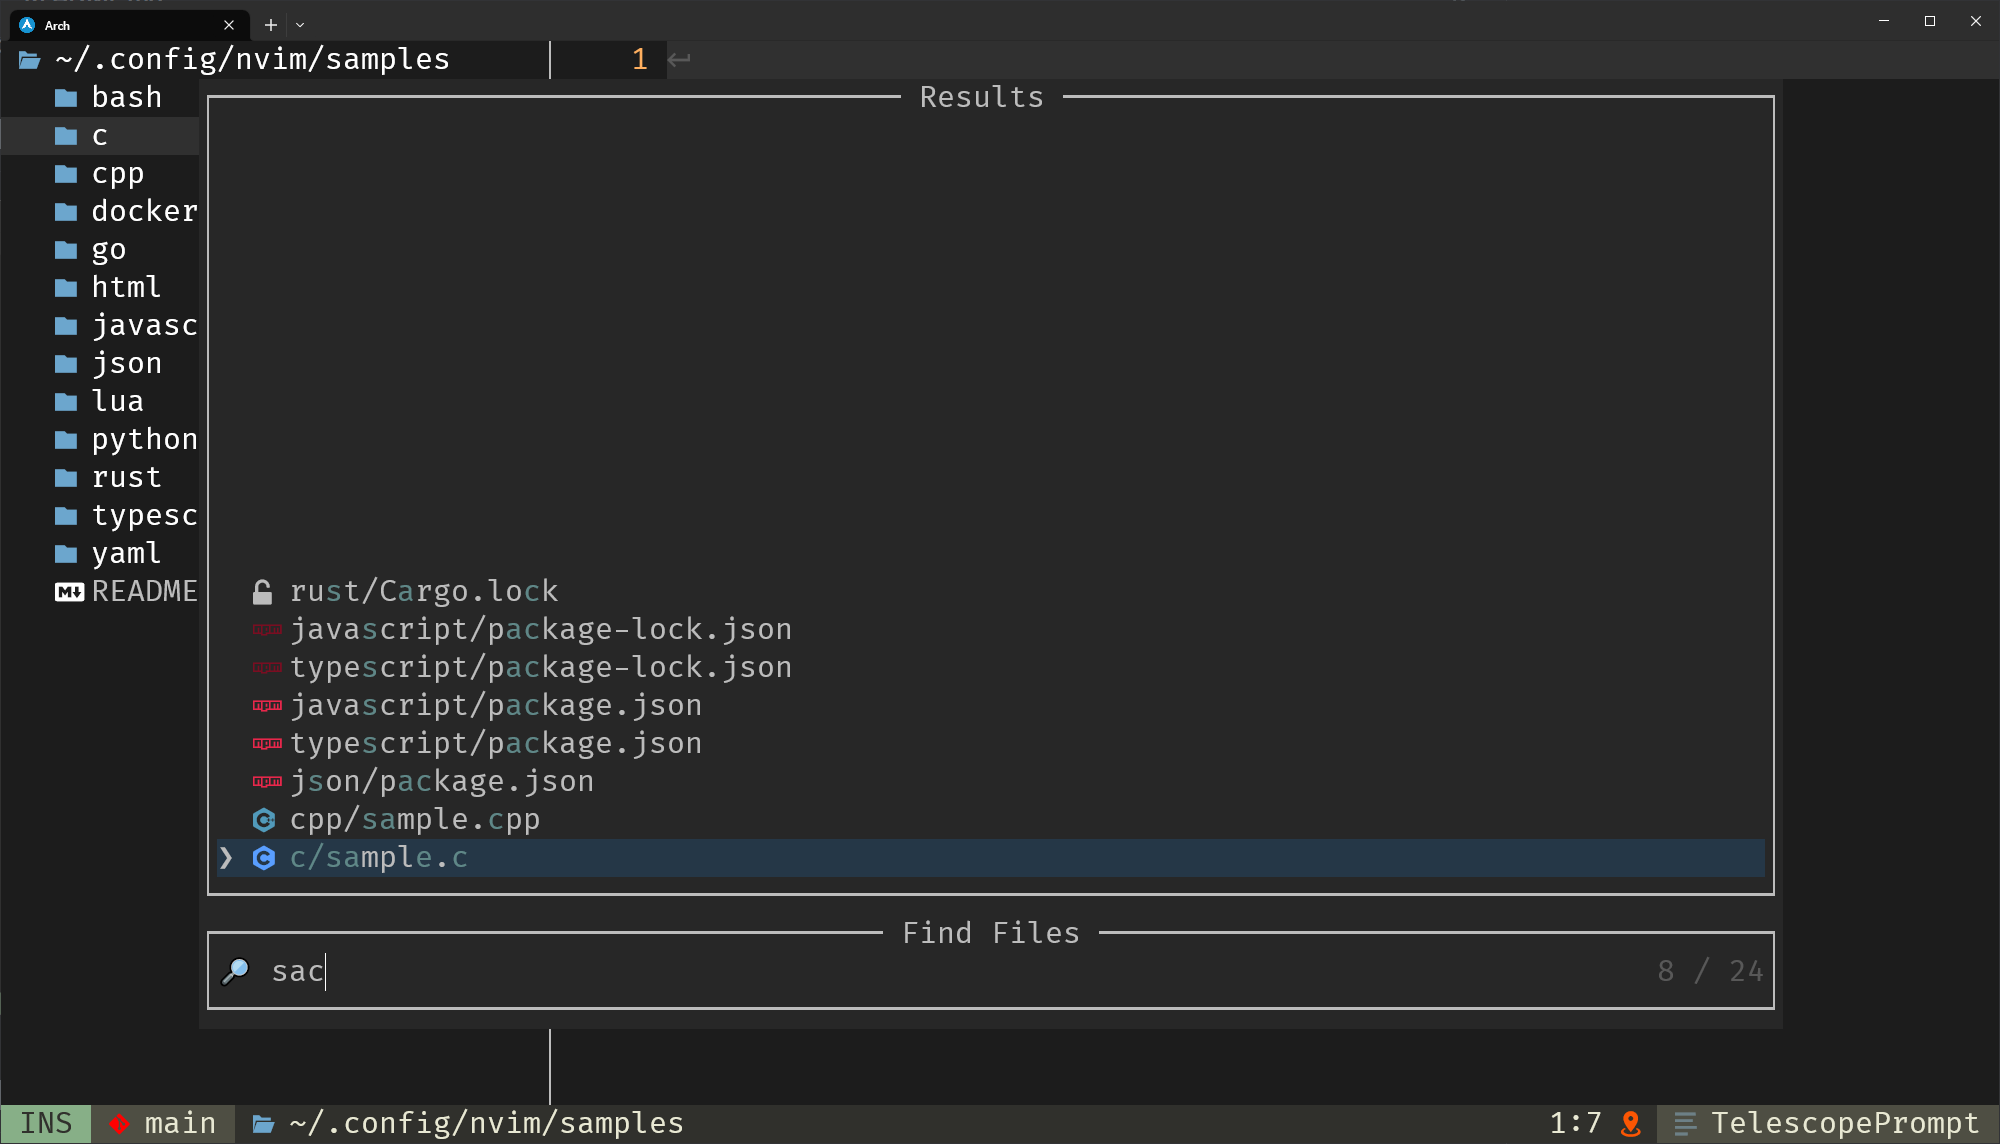 Arch
~/.config/nvim/samples 1
bash
c
cpp
docker
go
html
javasc
json
lua
python
rust
typesc
yaml
README
Results
rust/Cargo.lock
javascript/package-lock.json
typescript/package-lock.json
javascript/package.json
typescript/package.json
json/package.json
cpp/sample.cpp
❯ c/sample.c
Find Files
sac 8 / 24
INS main ~/.config/nvim/samples 1:7 TelescopePrompt